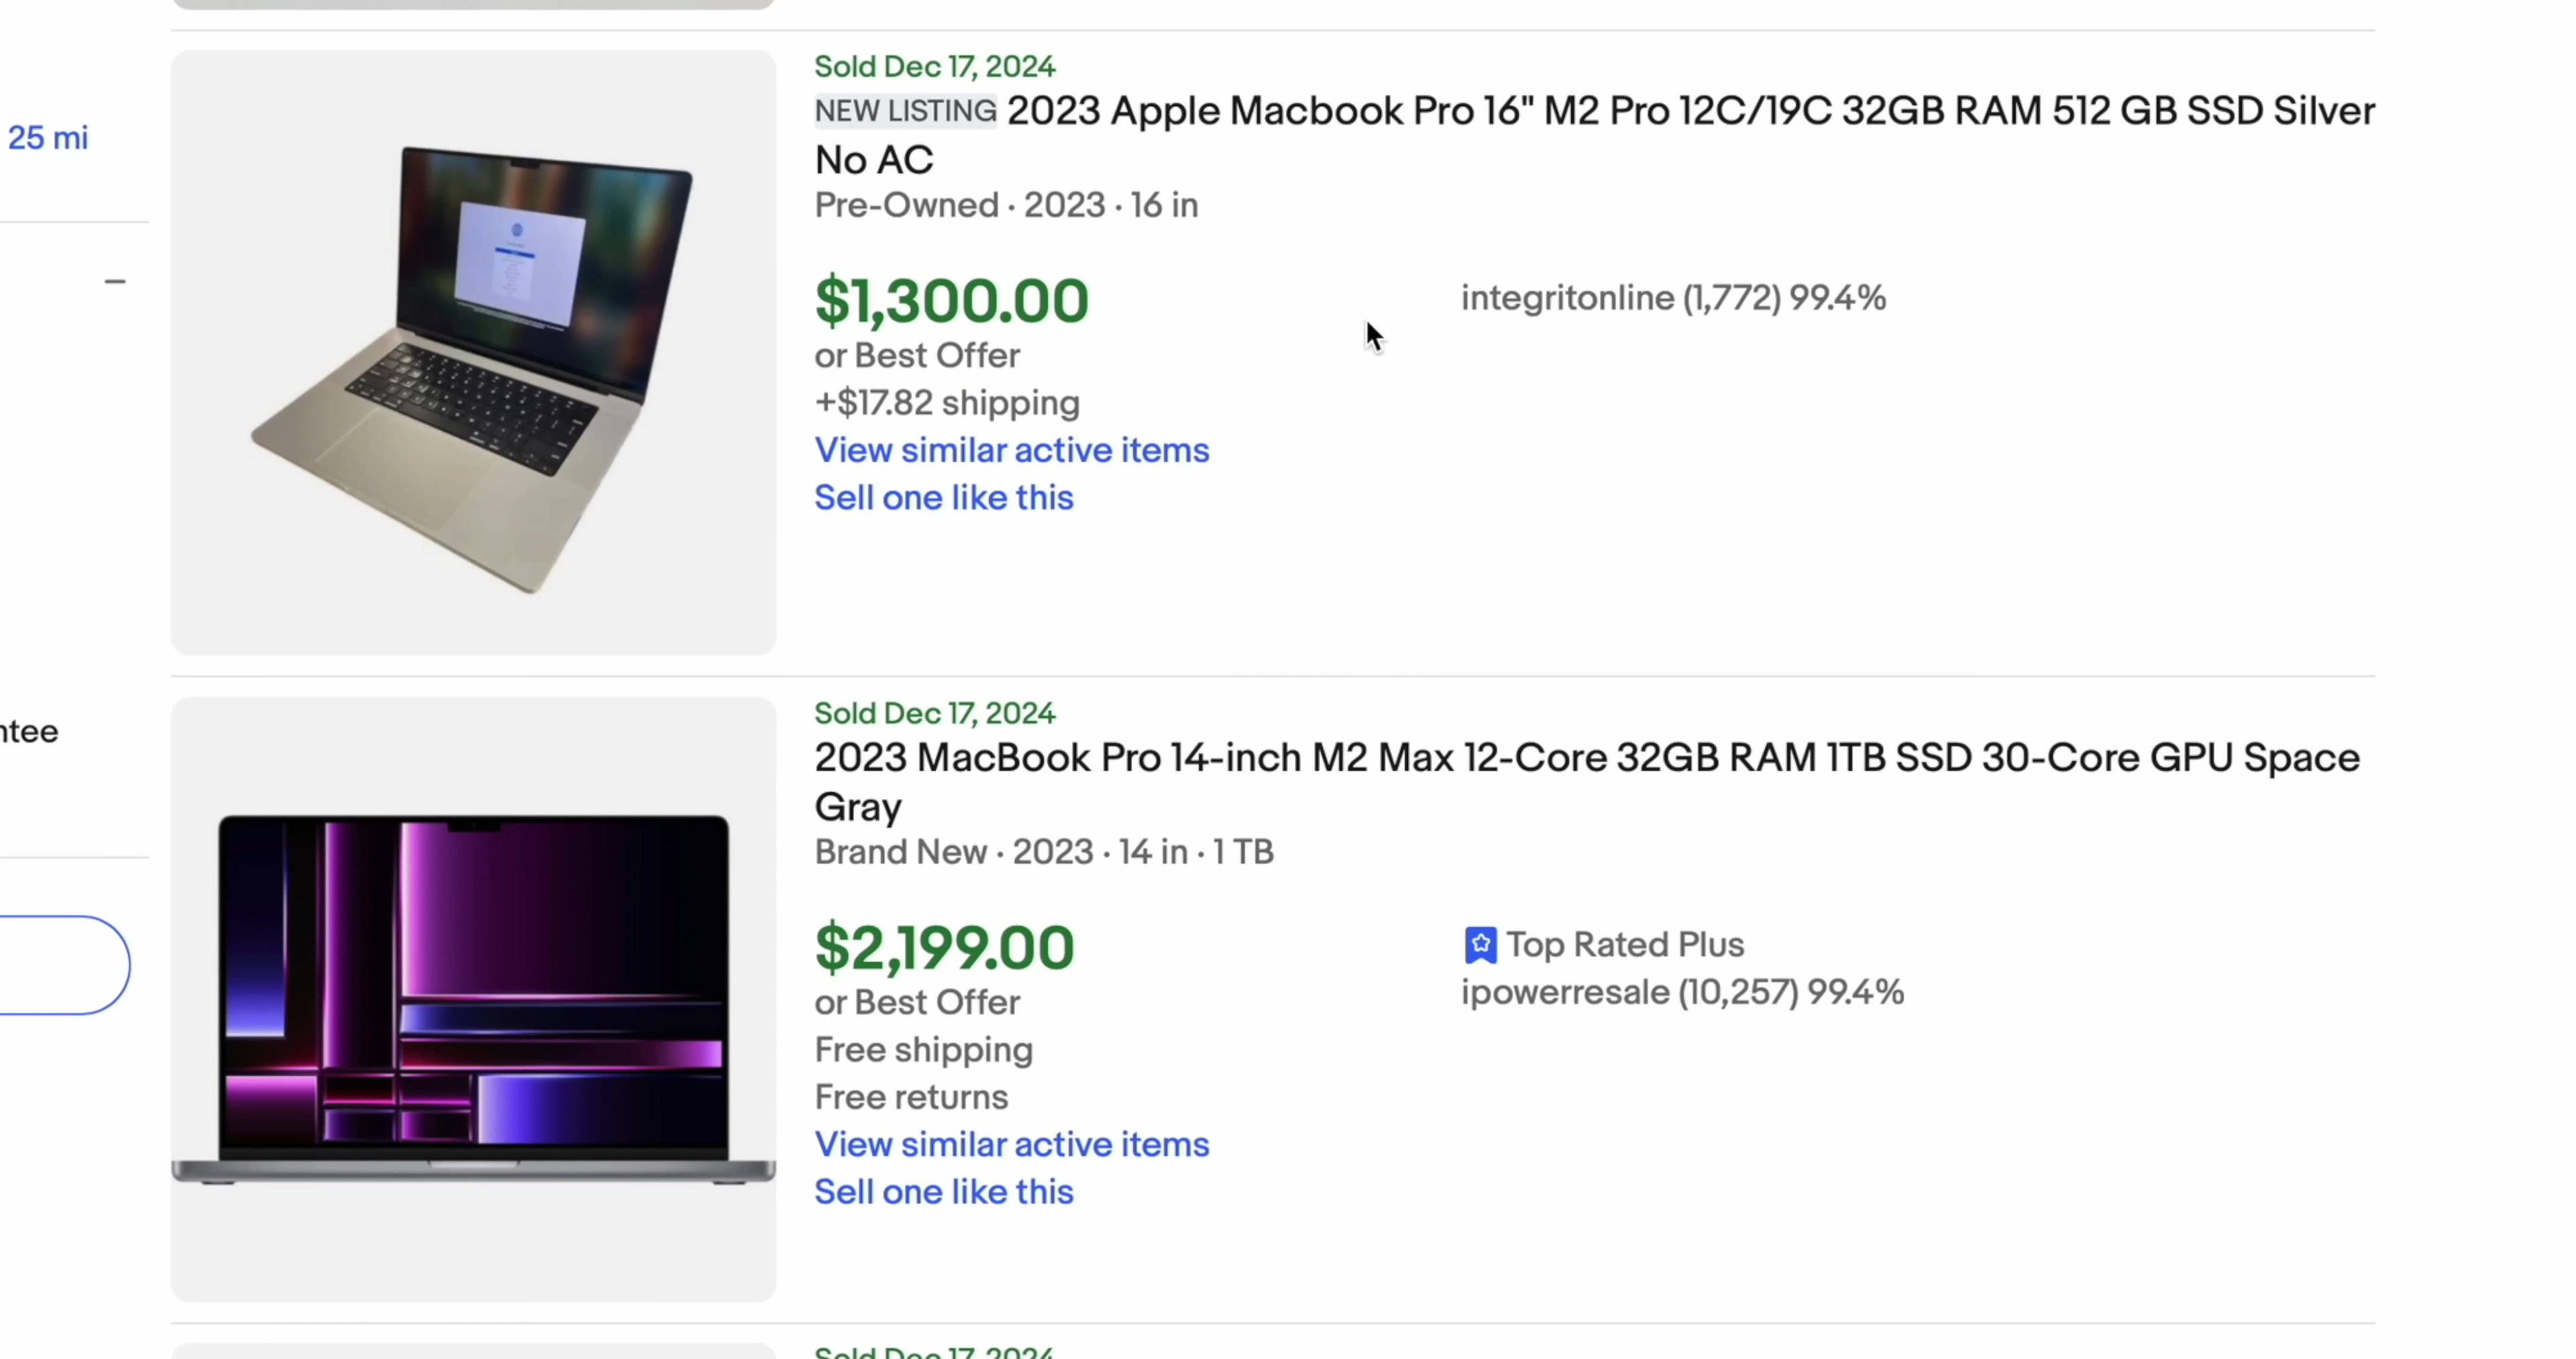 25 mi
Sold Dec 17, 2024
NEW LISTING 2023 Apple Macbook Pro 16" M2 Pro 12C/19C 32GB RAM 512 GB SSD Silver
No AC
Pre-Owned · 2023 · 16 in
$1,300.00
integritonline (1,772) 99.4%
or Best Offer
+$17.82 shipping
View similar active items
Sell one like this
ntee
Sold Dec 17, 2024
2023 MacBook Pro 14-inch M2 Max 12-Core 32GB RAM 1TB SSD 30-Core GPU Space
Gray
Brand New · 2023 · 14 in · 1 TB
$2,199.00
Top Rated Plus
or Best Offer
ipowerresale (10,257) 99.4%
Free shipping
Free returns
View similar active items
Sell one like this
Sold Dec 17, 2024